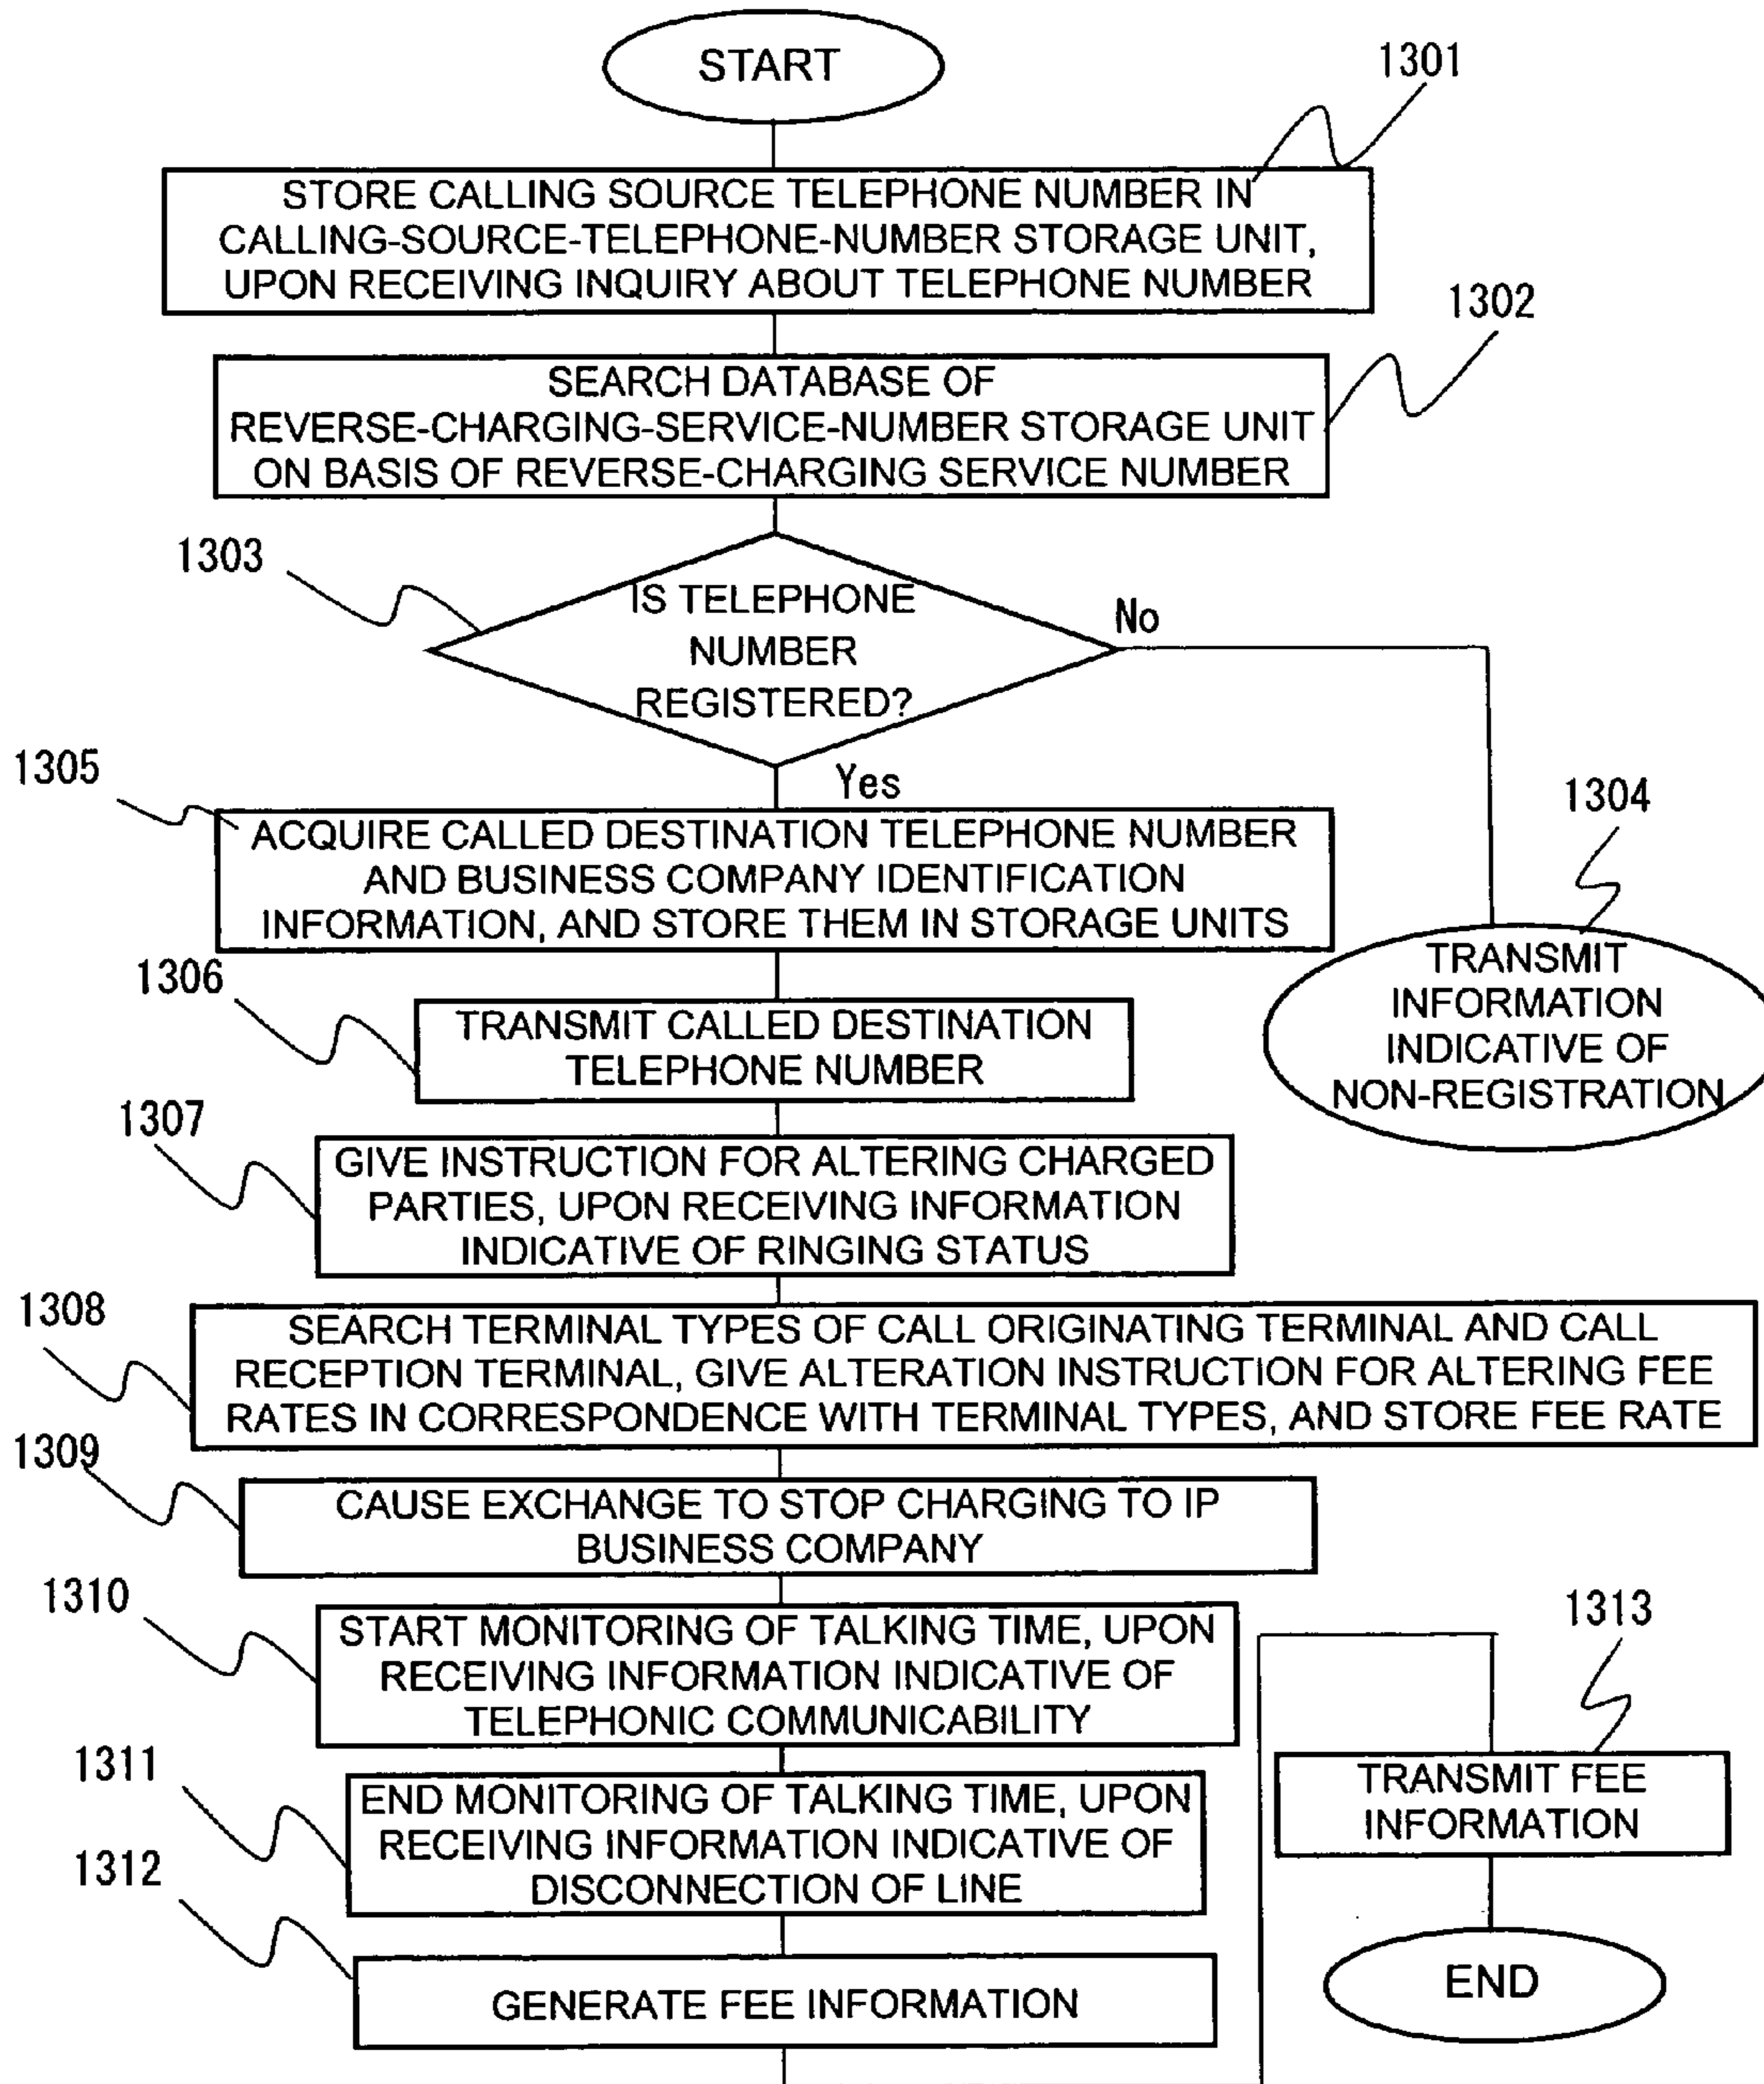 START
1301
STORE CALLING SOURCE TELEPHONE NUMBER IN
CALLING-SOURCE-TELEPHONE-NUMBER STORAGE UNIT,
UPON RECEIVING INQUIRY ABOUT TELEPHONE NUMBER
1302
SEARCH DATABASE OF
REVERSE-CHARGING-SERVICE-NUMBER STORAGE UNIT
ON BASIS OF REVERSE-CHARGING SERVICE NUMBER
1303
IS TELEPHONE
NUMBER
REGISTERED?
No
Yes
1304
TRANSMIT
INFORMATION
INDICATIVE OF
NON-REGISTRATION
1305
ACQUIRE CALLED DESTINATION TELEPHONE NUMBER
AND BUSINESS COMPANY IDENTIFICATION
INFORMATION, AND STORE THEM IN STORAGE UNITS
1306
TRANSMIT CALLED DESTINATION
TELEPHONE NUMBER
1307
GIVE INSTRUCTION FOR ALTERING CHARGED
PARTIES, UPON RECEIVING INFORMATION
INDICATIVE OF RINGING STATUS
1308
SEARCH TERMINAL TYPES OF CALL ORIGINATING TERMINAL AND CALL
RECEPTION TERMINAL, GIVE ALTERATION INSTRUCTION FOR ALTERING FEE
RATES IN CORRESPONDENCE WITH TERMINAL TYPES, AND STORE FEE RATE
1309
CAUSE EXCHANGE TO STOP CHARGING TO IP
BUSINESS COMPANY
1310
START MONITORING OF TALKING TIME, UPON
RECEIVING INFORMATION INDICATIVE OF
TELEPHONIC COMMUNICABILITY
1311
END MONITORING OF TALKING TIME, UPON
RECEIVING INFORMATION INDICATIVE OF
DISCONNECTION OF LINE
1312
GENERATE FEE INFORMATION
1313
TRANSMIT FEE
INFORMATION
END